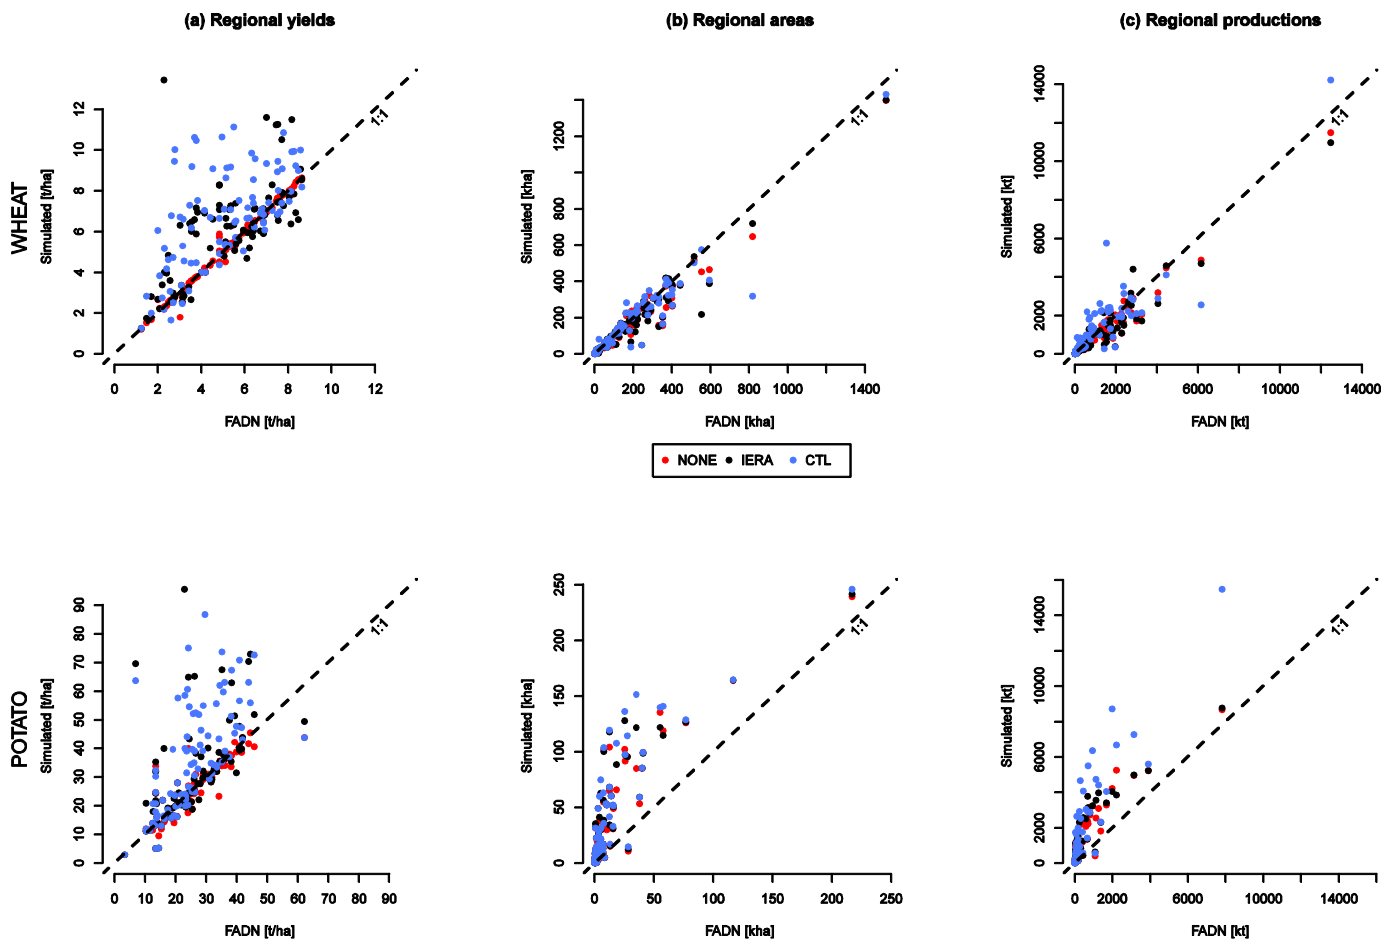 (a) Regional yields (b) Regional areas (c) Regional productions
WHEAT
Simulated [t/ha]
0 2 4 6 8 10 12
1:1
0 2 4 6 8 10 12
FADN [t/ha]
Simulated [kha]
0 200 400 600 800 1200
1:1
0 200 400 600 800 1000 1400
FADN [kha]
Simulated [kt]
0 2000 6000 10000 14000
1:1
0 2000 6000 10000 14000
FADN [kt]
NONE IERA CTL
POTATO
Simulated [t/ha]
0 10 20 30 40 50 60 70 80 90
1:1
0 10 20 30 40 50 60 70 80 90
FADN [t/ha]
Simulated [kha]
0 50 100 150 200 250
1:1
0 50 100 150 200 250
FADN [kha]
Simulated [kt]
0 2000 6000 10000 14000
1:1
0 2000 6000 10000 14000
FADN [kt]